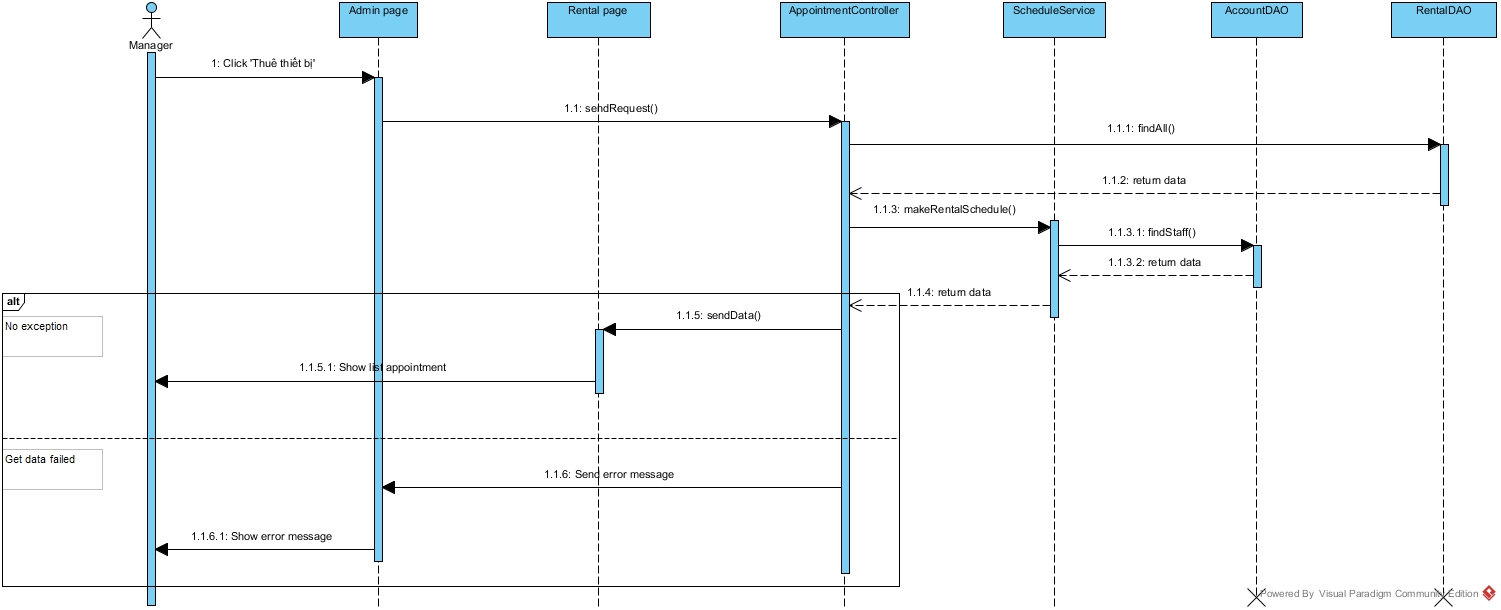 Admin page
Rental page
AppointmentController
ScheduleService
AccountDAO
RentalDAO
Manager
1: Click 'Thuê thiết bị'
1.1: sendRequest()
1.1.1: findAll()
1.1.2: return data
1.1.3: makeRentalSchedule()
1.1.3.1: findStaff()
1.1.3.2: return data
1.1.4: return data
alt
No exception
1.1.5: sendData()
1.1.5.1: Show list appointment
Get data failed
1.1.6: Send error message
1.1.6.1: Show error message
Powered By Visual Paradigm Community Edition